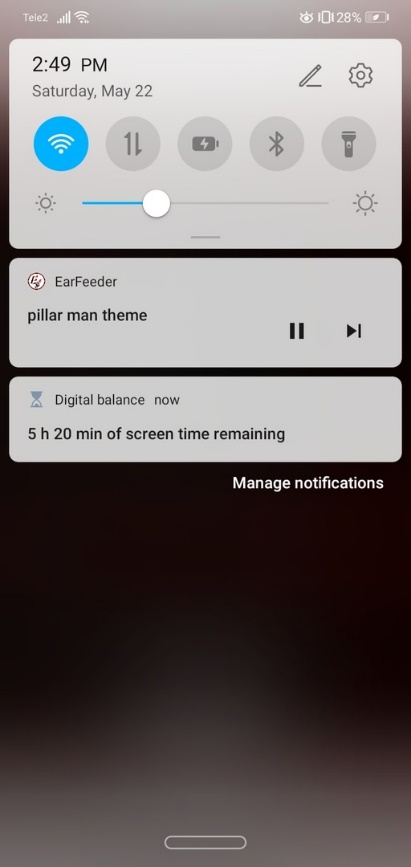 Tele2 28%
2:49 PM
Saturday, May 22
EarFeeder
pillar man theme
Digital balance now
5 h 20 min of screen time remaining
Manage notifications